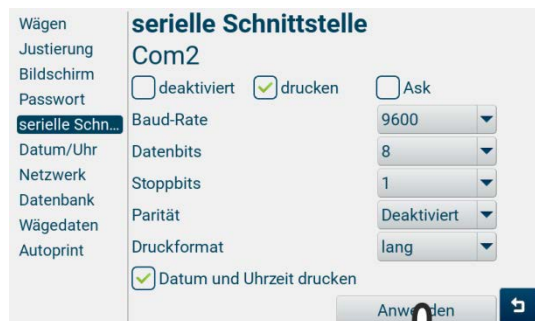 Wägen
Justierung
Bildschirm
Passwort
serielle Schn...
Datum/Uhr
Netzwerk
Datenbank
Wägedaten
Autoprint
serielle Schnittstelle
Com2
deaktiviert drucken Ask
Baud-Rate 9600
Datenbits 8
Stoppbits 1
Parität Deaktiviert
Druckformat lang
Datum und Uhrzeit drucken
Anwenden